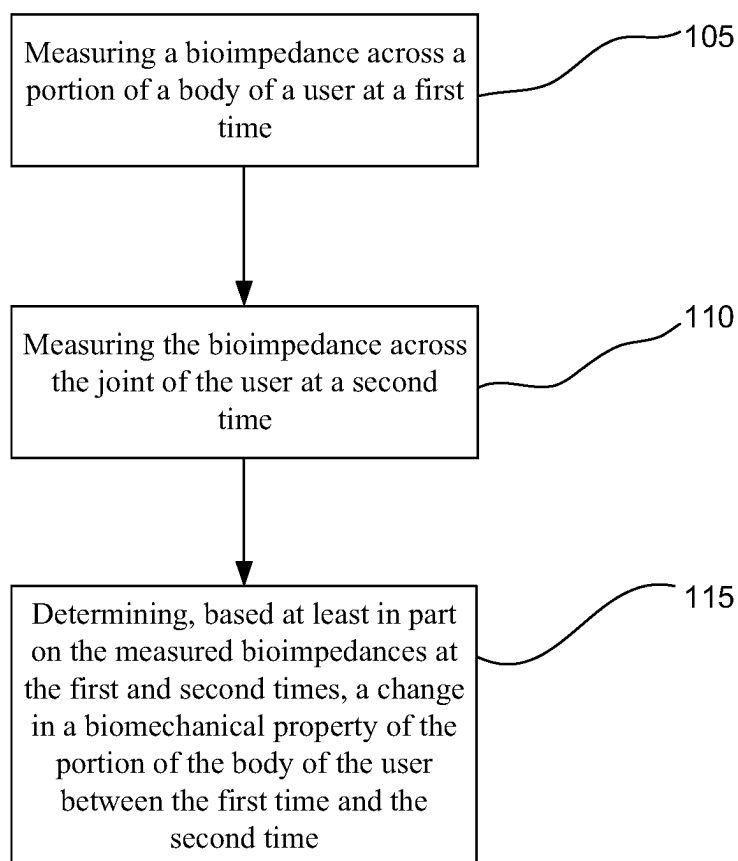 Measuring a bioimpedance across a
portion of a body of a user at a first
time
105
Measuring the bioimpedance across
the joint of the user at a second
time
110
Determining, based at least in part
on the measured bioimpedances at
the first and second times, a change
in a biomechanical property of the
portion of the body of the user
between the first time and the
second time
115